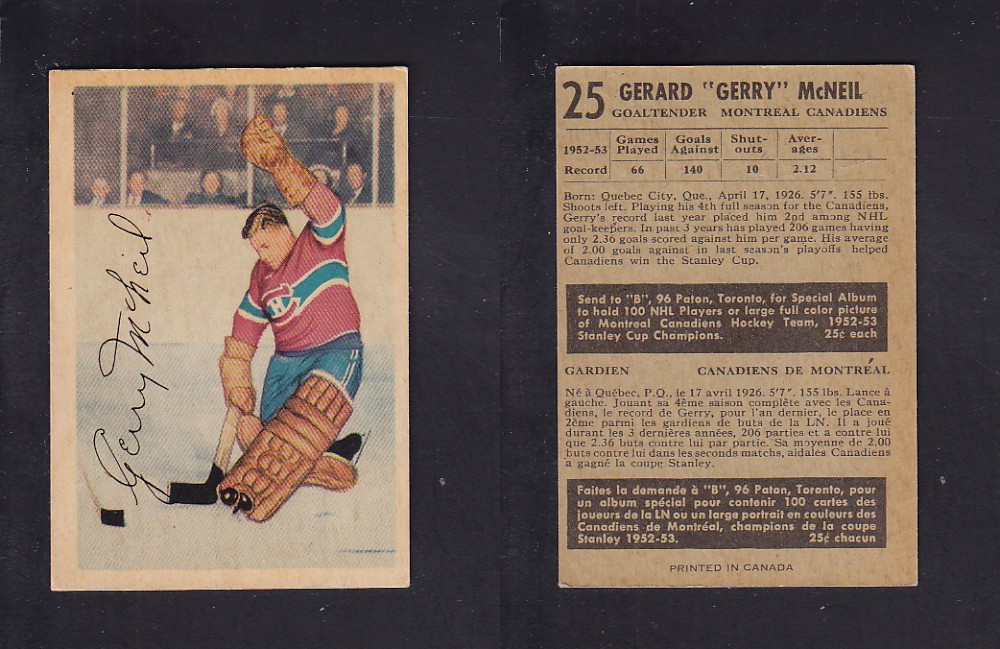 Gerry McNeil
CH
25 GERARD "GERRY" McNEIL
GOALTENDER MONTREAL CANADIENS
1952-53 Games Played Goals Against Shut-outs Aver-ages
Record 66 140 10 2.12
Born: Quebec City, Que., April 17, 1926. 5'7". 155 lbs.
Shoots left. Playing his 4th full season for the Canadiens,
Gerry's record last year placed him 2nd among NHL
goal-keepers. In past 3 years has played 206 games having
only 2.36 goals scored against him per game. His average
of 2.00 goals against in last season's playoffs helped
Canadiens win the Stanley Cup.
Send to "B", 96 Paton, Toronto, for Special Album
to hold 100 NHL Players or large full color picture
of Montreal Canadiens Hockey Team, 1952-53
Stanley Cup Champions. 25¢ each
GARDIEN CANADIENS DE MONTRÉAL
Né à Québec, P.Q., le 17 avril 1926. 5'7". 155 lbs. Lance à
gauche. Jouant sa 4ème saison complète avec les Cana-
diens, le record de Gerry, pour l'an dernier, le place en
2ème parmi les gardiens de buts de la LN. Il a joué
durant les 3 dernières années, 206 parties et a contre lui
que 2.36 buts contre lui par partie. Sa moyenne de 2.00
buts contre lui dans les seconds matchs, aidales Canadiens
a gagné la coupe Stanley.
Faites la demande à "B", 96 Paton, Toronto, pour
un album spécial pour contenir 100 cartes des
joueurs de la LN ou un large portrait en couleurs des
Canadiens de Montréal, champions de la coupe
Stanley 1952-53. 25¢ chacun
PRINTED IN CANADA